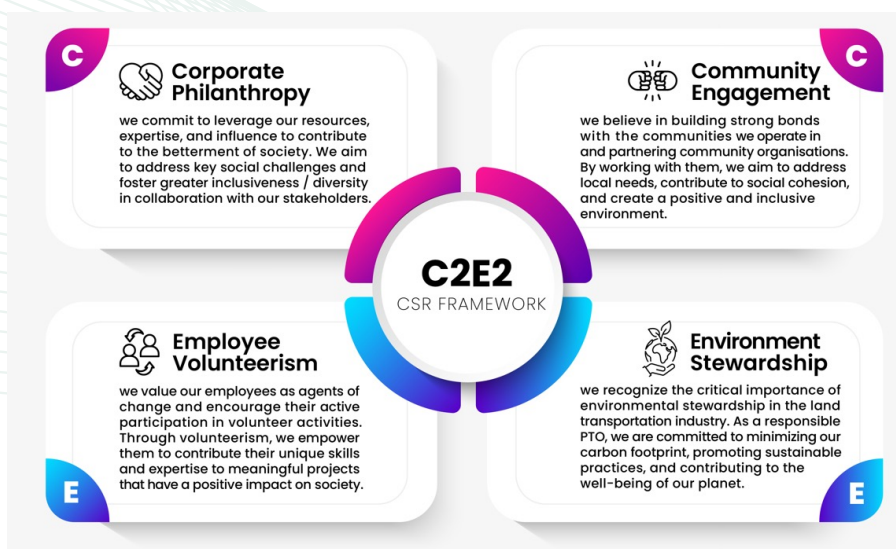 C
Corporate
Philanthropy
we commit to leverage our resources,
expertise, and influence to contribute
to the betterment of society. We aim
to address key social challenges and
foster greater inclusiveness / diversity
in collaboration with our stakeholders.
C
Community
Engagement
we believe in building strong bonds
with the communities we operate in
and partnering community organisations.
By working with them, we aim to address
local needs, contribute to social cohesion,
and create a positive and inclusive
environment.
C2E2
CSR FRAMEWORK
Employee
Volunteerism
we value our employees as agents of
change and encourage their active
participation in volunteer activities.
Through volunteerism, we empower
them to contribute their unique skills
and expertise to meaningful projects
that have a positive impact on society.
E
Environment
Stewardship
we recognize the critical importance of
environmental stewardship in the land
transportation industry. As a responsible
PTO, we are committed to minimizing our
carbon footprint, promoting sustainable
practices, and contributing to the
well-being of our planet.
E